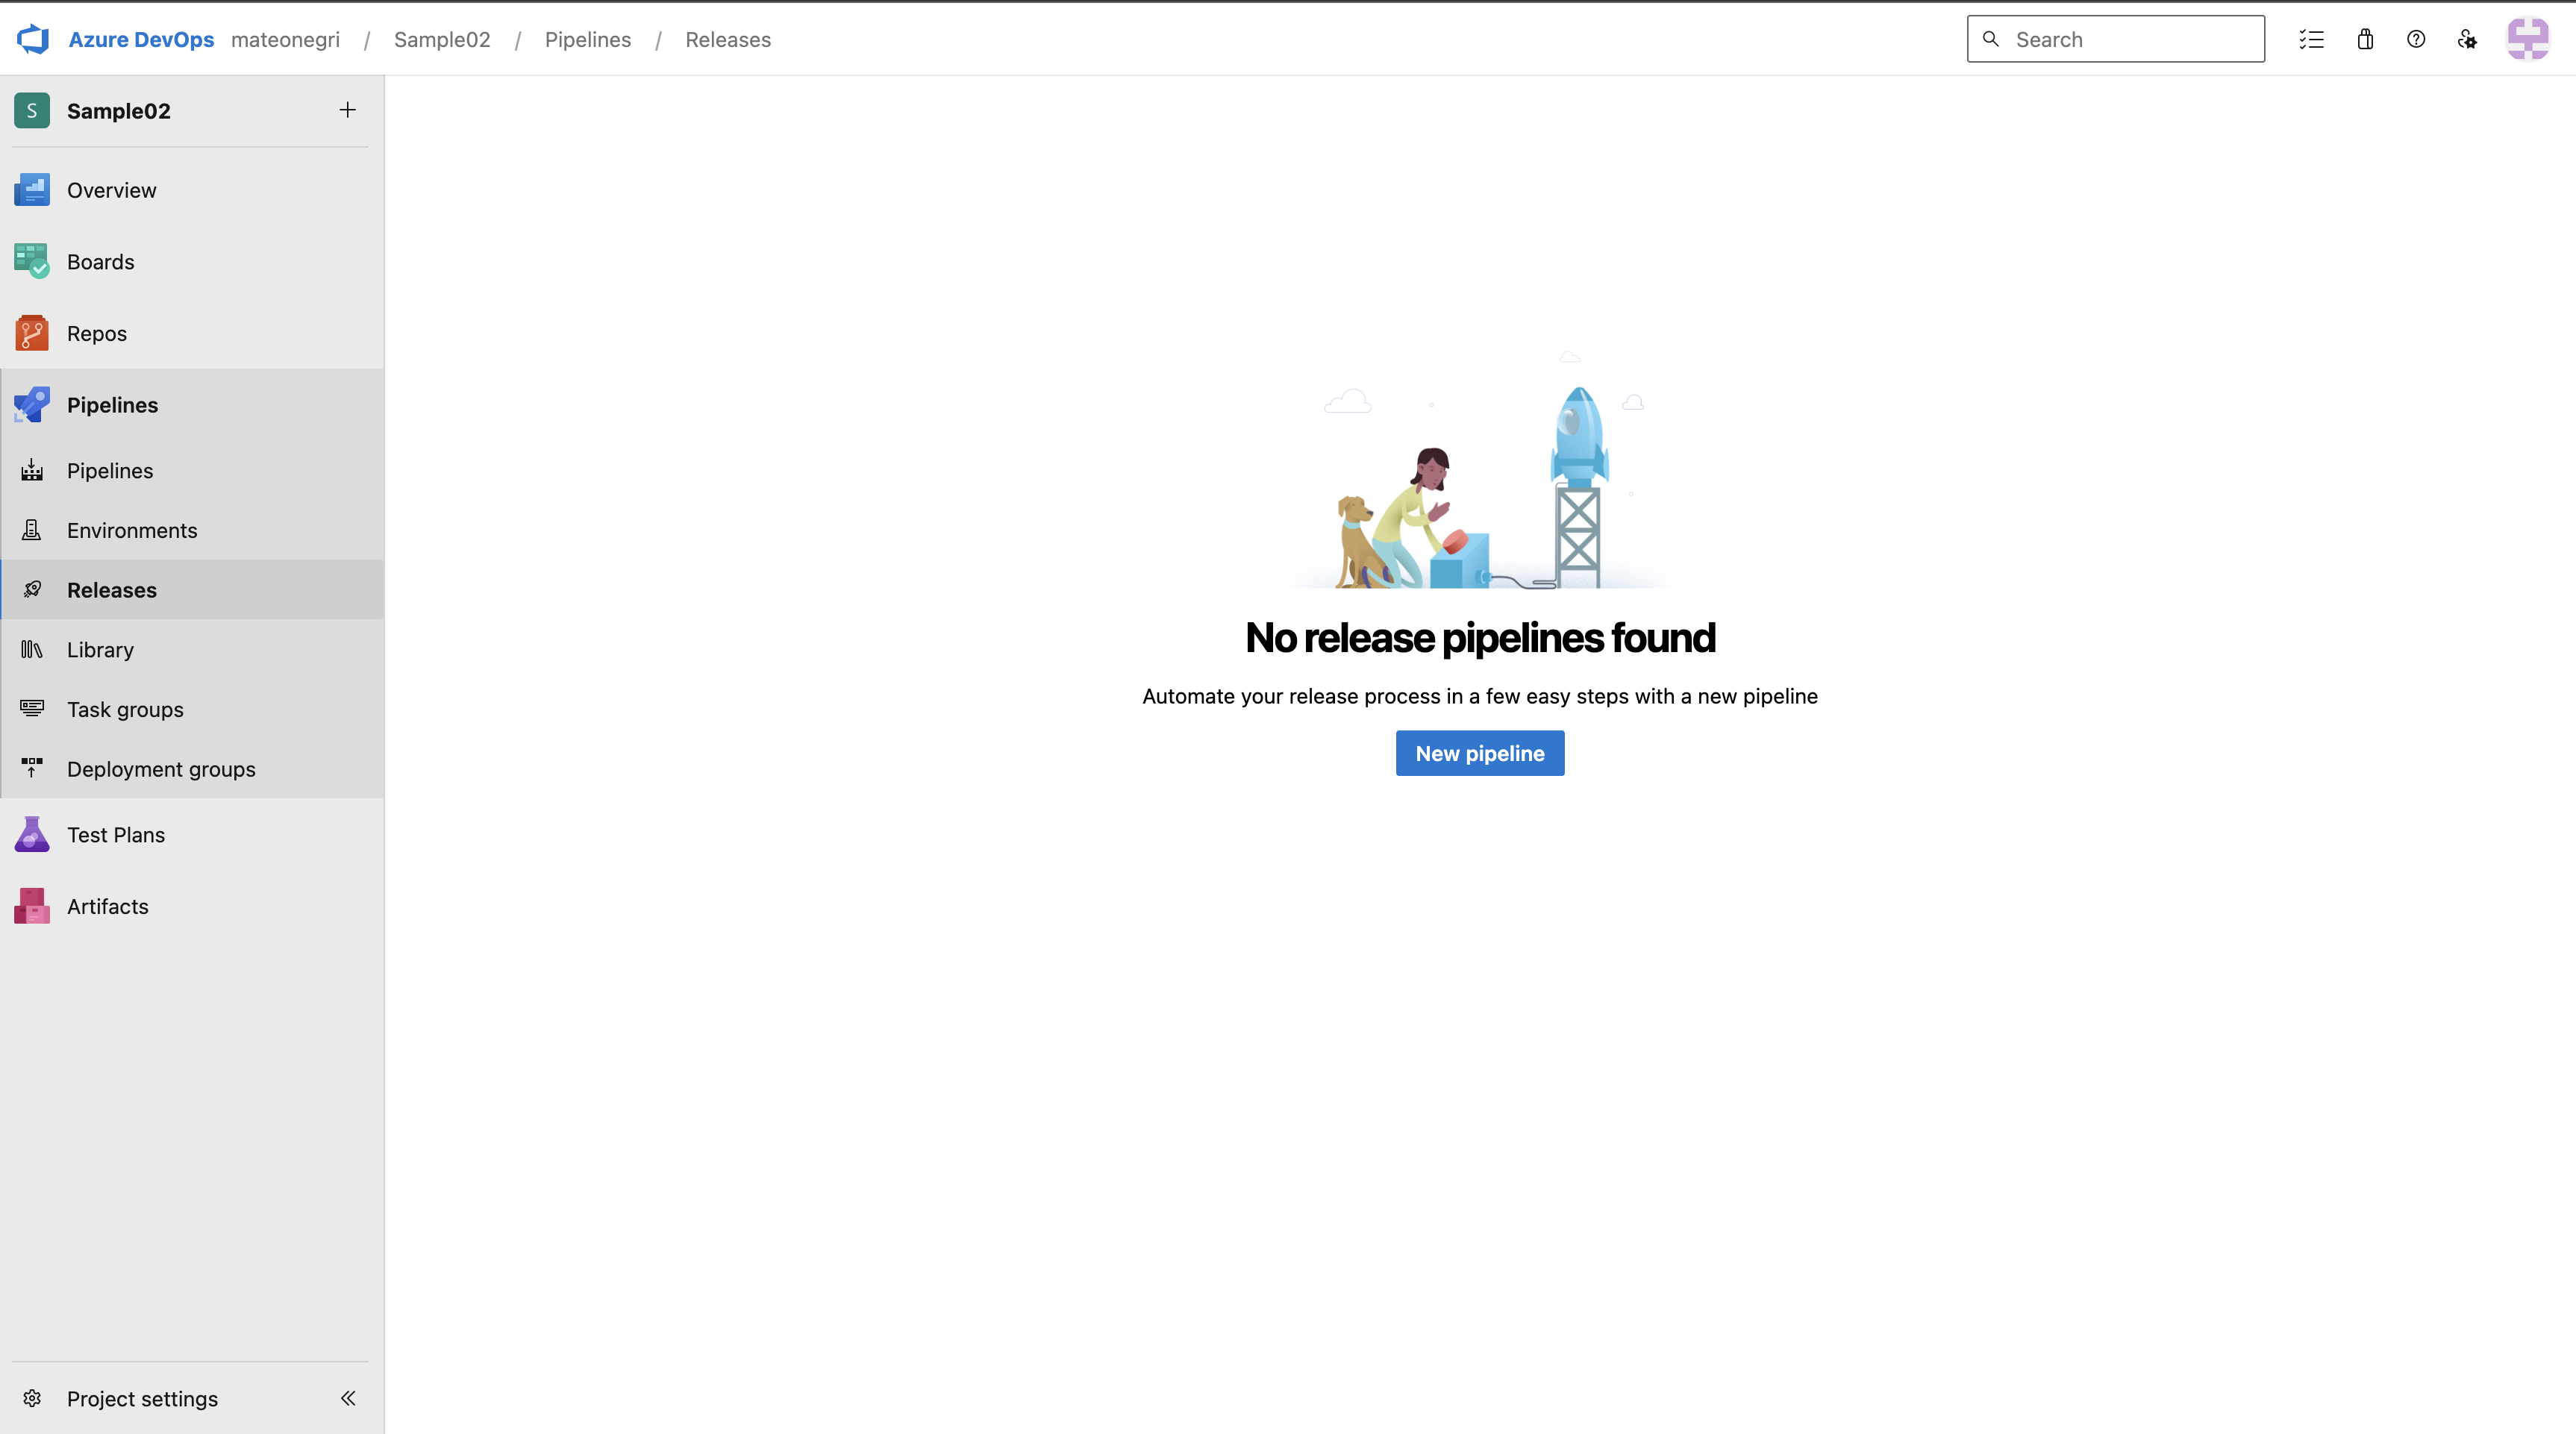 Azure DevOps mateonegri / Sample02 / Pipelines / Releases
Search
S Sample02
Overview
Boards
Repos
Pipelines
Pipelines
Environments
Releases
Library
Task groups
Deployment groups
Test Plans
Artifacts
Project settings
No release pipelines found
Automate your release process in a few easy steps with a new pipeline
New pipeline